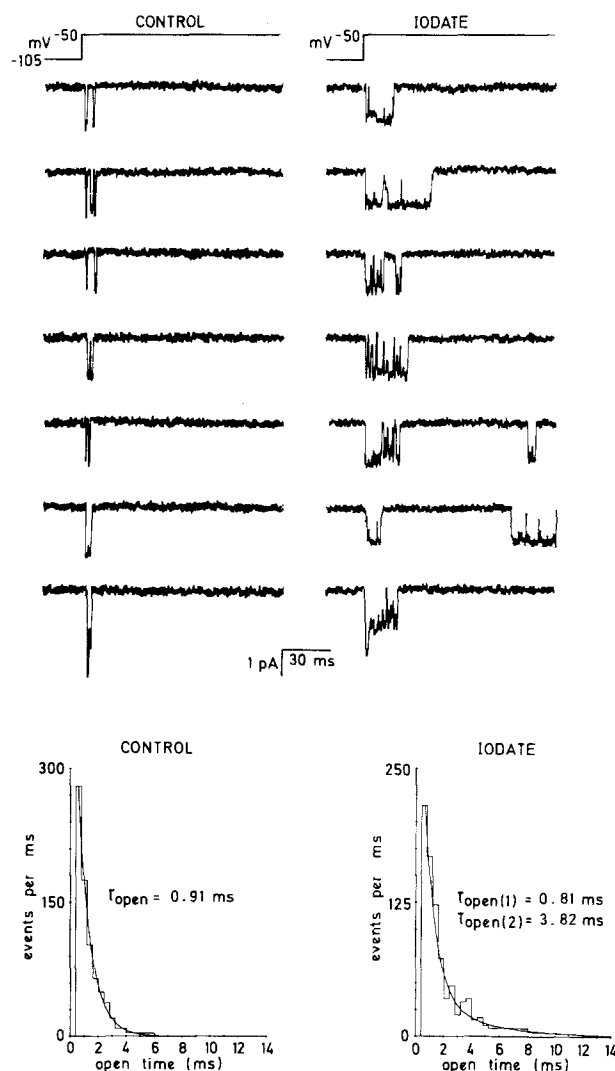 CONTROL
IODATE
mV
-50
-105
mV
-50
1 pA 30 ms
CONTROL
IODATE
300
150
0
events per ms
τopen = 0.91 ms
0 2 4 6 8 10 12 14
open time (ms)
250
125
0
events per ms
τopen(1) = 0.81 ms
τopen(2) = 3.82 ms
0 2 4 6 8 10 12 14
open time (ms)